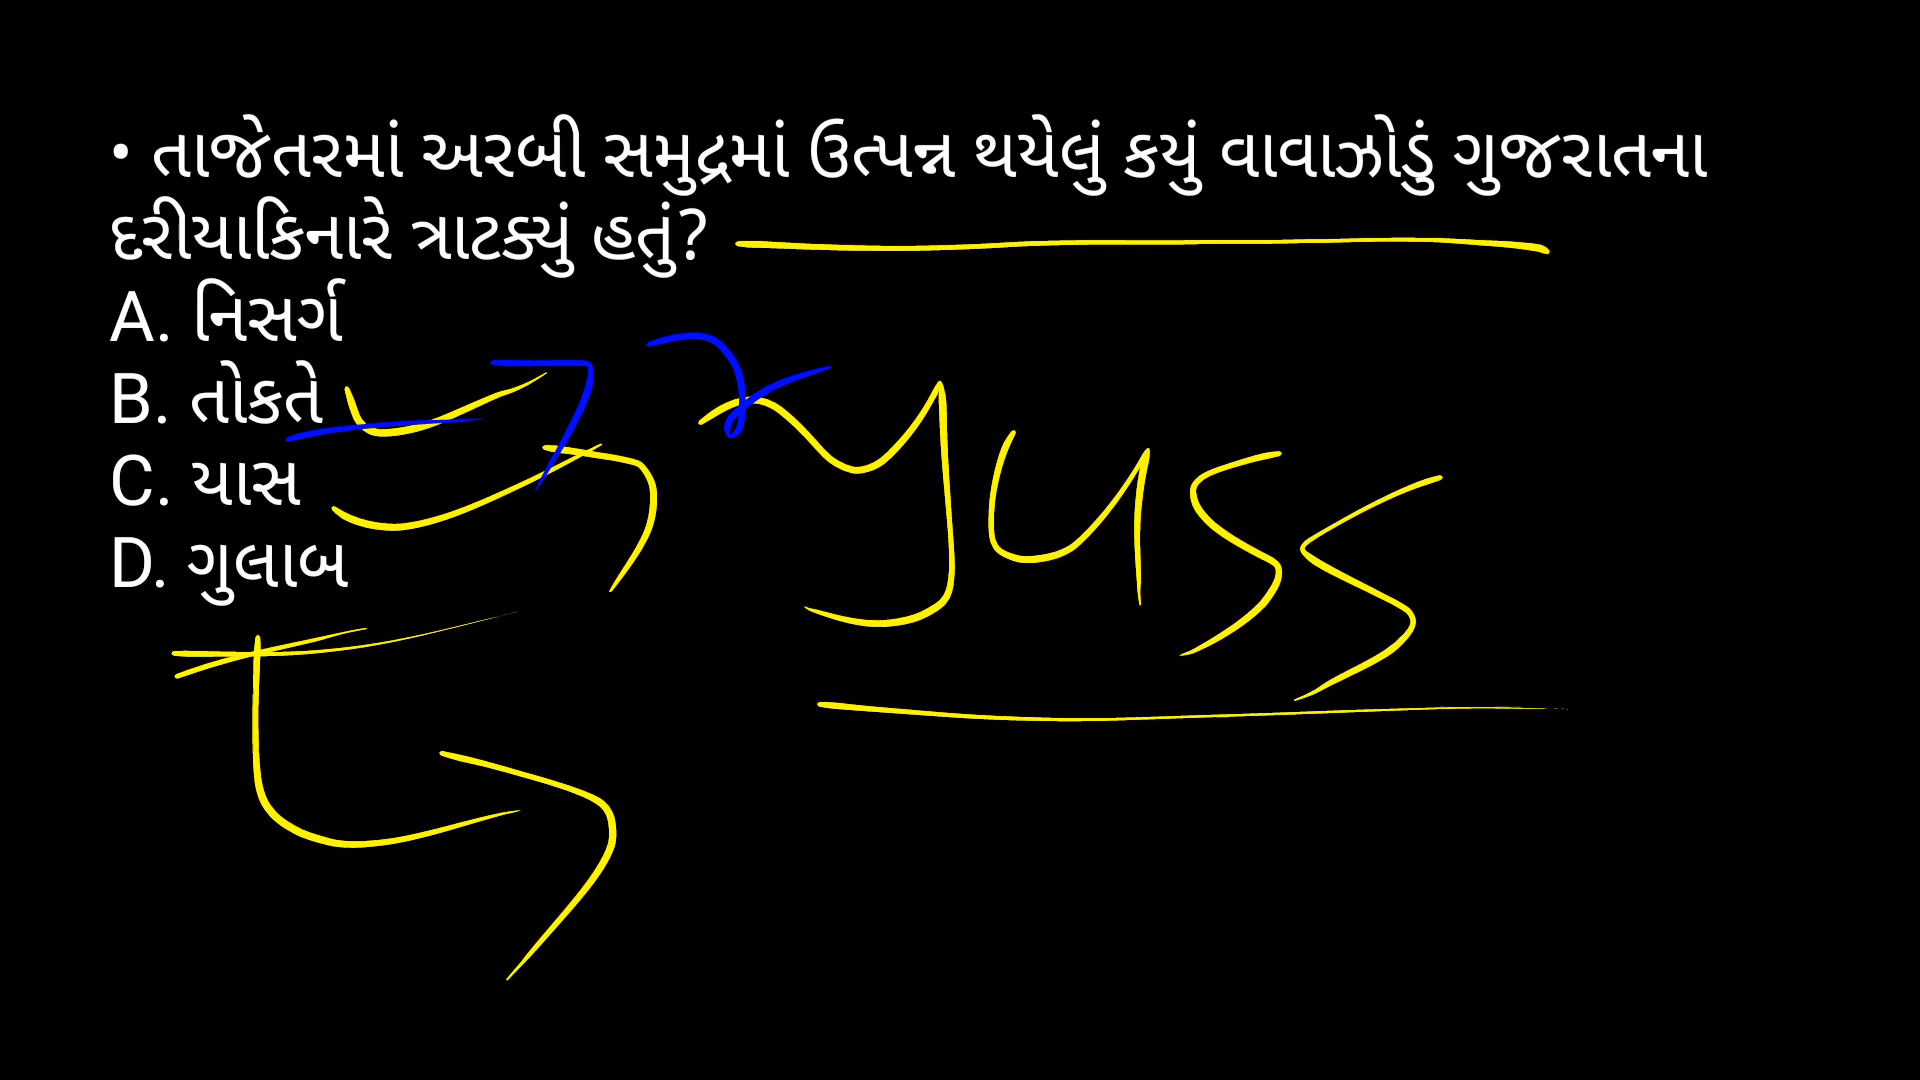 • તાજેતરમાં અરબી સમુદ્રમાં ઉત્પન્ન થયેલું કયું વાવાઝોડું ગુજરાતના
દરીયાકિનારે ત્રાટક્યું હતું?
A. નિસર્ગ
B. તોકતે
C. યાસ
D. ગુલાબ